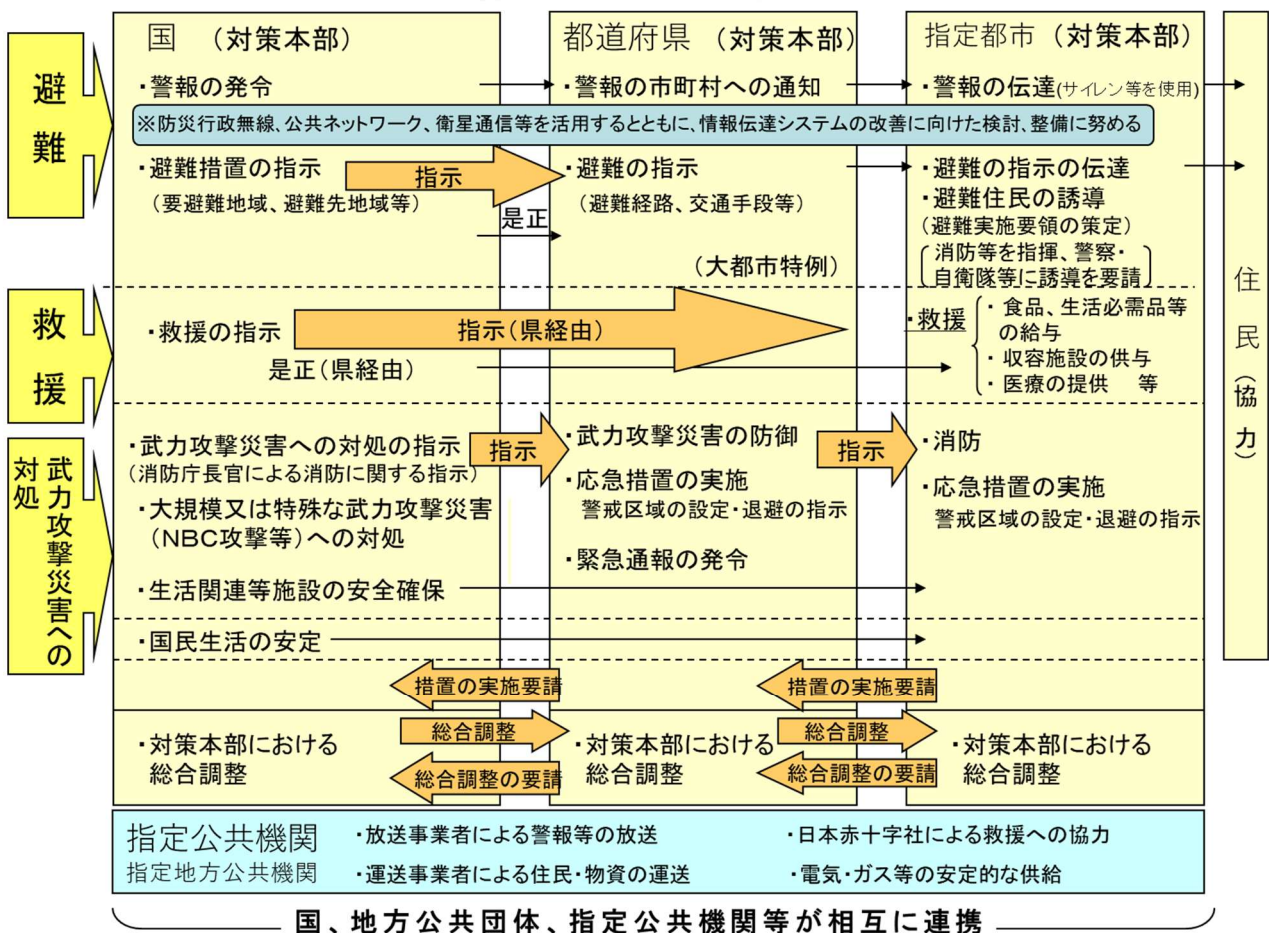 避難
国 (対策本部)
・警報の発令
都道府県 (対策本部)
・警報の市町村への通知
指定都市 (対策本部)
・警報の伝達(サイレン等を使用)
※防災行政無線、公共ネットワーク、衛星通信等を活用するとともに、情報伝達システムの改善に向けた検討、整備に努める
・避難措置の指示
(要避難地域、避難先地域等)
指示
是正
・避難の指示
(避難経路、交通手段等)
(大都市特例)
・避難の指示の伝達
・避難住民の誘導
(避難実施要領の策定)
消防等を指揮、警察・
自衛隊等に誘導を要請
住民(協力)
救援
・救援の指示
指示(県経由)
是正(県経由)
・救援
・食品、生活必需品等
の給与
・収容施設の供与
・医療の提供 等
武力攻撃災害への
対処
・武力攻撃災害への対処の指示
(消防庁長官による消防に関する指示)
・大規模又は特殊な武力攻撃災害
(NBC攻撃等)への対処
・生活関連等施設の安全確保
指示
・武力攻撃災害の防御
・応急措置の実施
警戒区域の設定・退避の指示
・緊急通報の発令
指示
・消防
・応急措置の実施
警戒区域の設定・退避の指示
・国民生活の安定
措置の実施要請
措置の実施要請
・対策本部における
総合調整
総合調整
総合調整の要請
・対策本部における
総合調整
総合調整
総合調整の要請
・対策本部における
総合調整
指定公共機関
指定地方公共機関
・放送事業者による警報等の放送
・日本赤十字社による救援への協力
・運送事業者による住民・物資の運送
・電気・ガス等の安定的な供給
国、地方公共団体、指定公共機関等が相互に連携